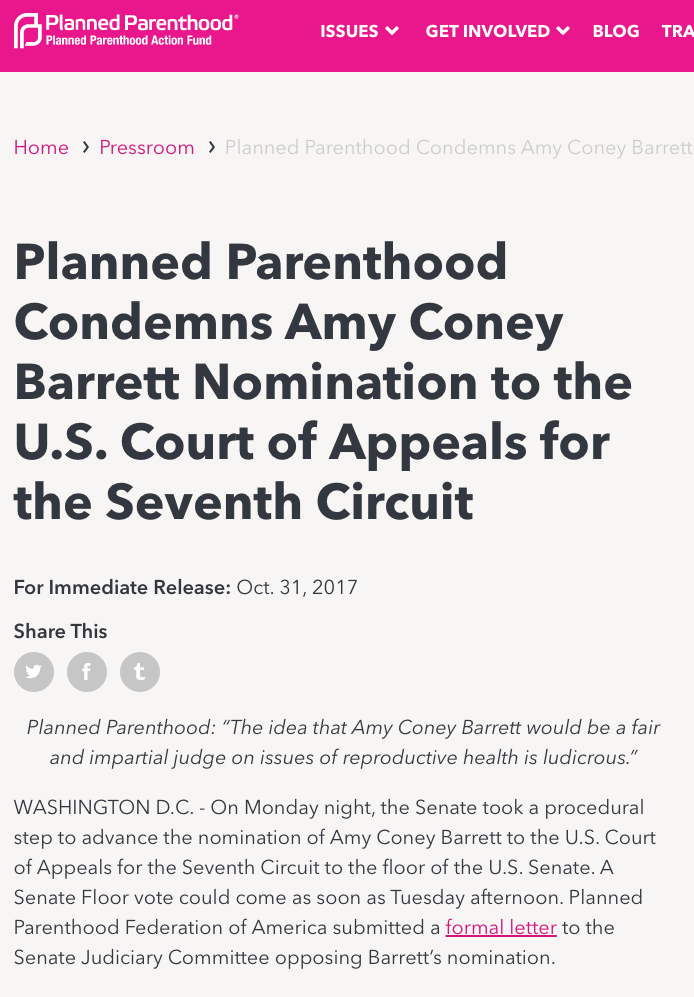 Planned Parenthood®
Planned Parenthood Action Fund
ISSUES GET INVOLVED BLOG TRA
Home › Pressroom › Planned Parenthood Condemns Amy Coney Barrett
Planned Parenthood
Condemns Amy Coney
Barrett Nomination to the
U.S. Court of Appeals for
the Seventh Circuit
For Immediate Release: Oct. 31, 2017
Share This
Planned Parenthood: “The idea that Amy Coney Barrett would be a fair
and impartial judge on issues of reproductive health is ludicrous.”
WASHINGTON D.C. - On Monday night, the Senate took a procedural
step to advance the nomination of Amy Coney Barrett to the U.S. Court
of Appeals for the Seventh Circuit to the floor of the U.S. Senate. A
Senate Floor vote could come as soon as Tuesday afternoon. Planned
Parenthood Federation of America submitted a formal letter to the
Senate Judiciary Committee opposing Barrett’s nomination.